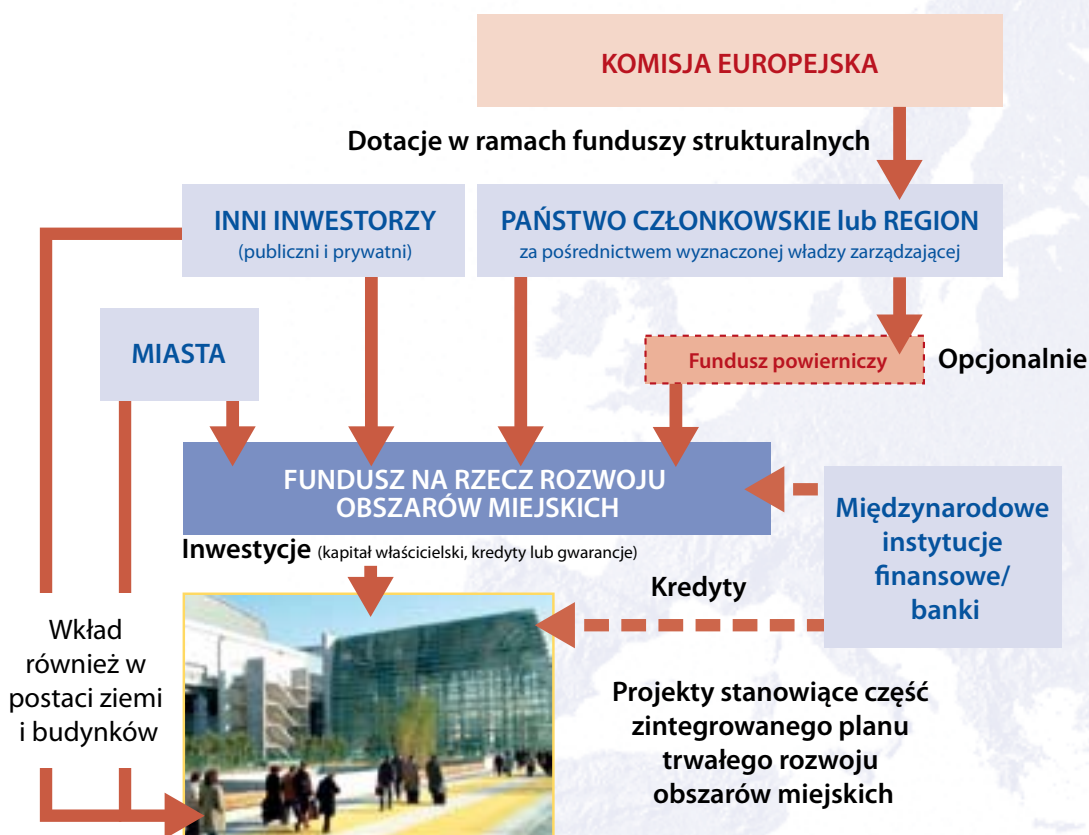 KOMISJA EUROPEJSKA
Dotacje w ramach funduszy strukturalnych
INNI INWESTORZY
(publiczni i prywatni)
PAŃSTWO CZŁONKOWSKIE lub REGION
za pośrednictwem wyznaczonej władzy zarządzającej
MIASTA
Fundusz powierniczy
Opcjonalnie
FUNDUSZ NA RZECZ ROZWOJU
OBSZARÓW MIEJSKICH
Międzynarodowe
instytucje
finansowe/
banki
Inwestycje (kapitał właścicielski, kredyty lub gwarancje)
Kredyty
Wkład
również w
postaci ziemi
i budynków
Projekty stanowiące część
zintegrowanego planu
trwałego rozwoju
obszarów miejskich